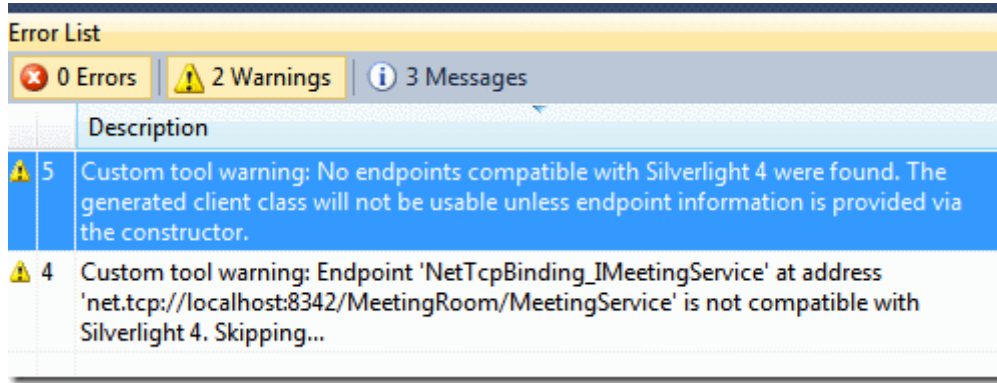 Error List
0 Errors 2 Warnings 3 Messages
Description
5 Custom tool warning: No endpoints compatible with Silverlight 4 were found. The
generated client class will not be usable unless endpoint information is provided via
the constructor.
4 Custom tool warning: Endpoint 'NetTcpBinding_IMeetingService' at address
'net.tcp://localhost:8342/MeetingRoom/MeetingService' is not compatible with
Silverlight 4. Skipping...